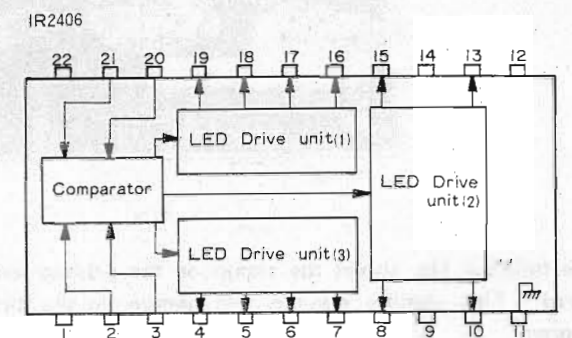 IR2406
22 21 20 19 18 17 16 15 14 13 12
LED Drive unit(1)
Comparator
LED Drive
unit(2)
LED Drive unit(3)
1 2 3 4 5 6 7 8 9 10 11